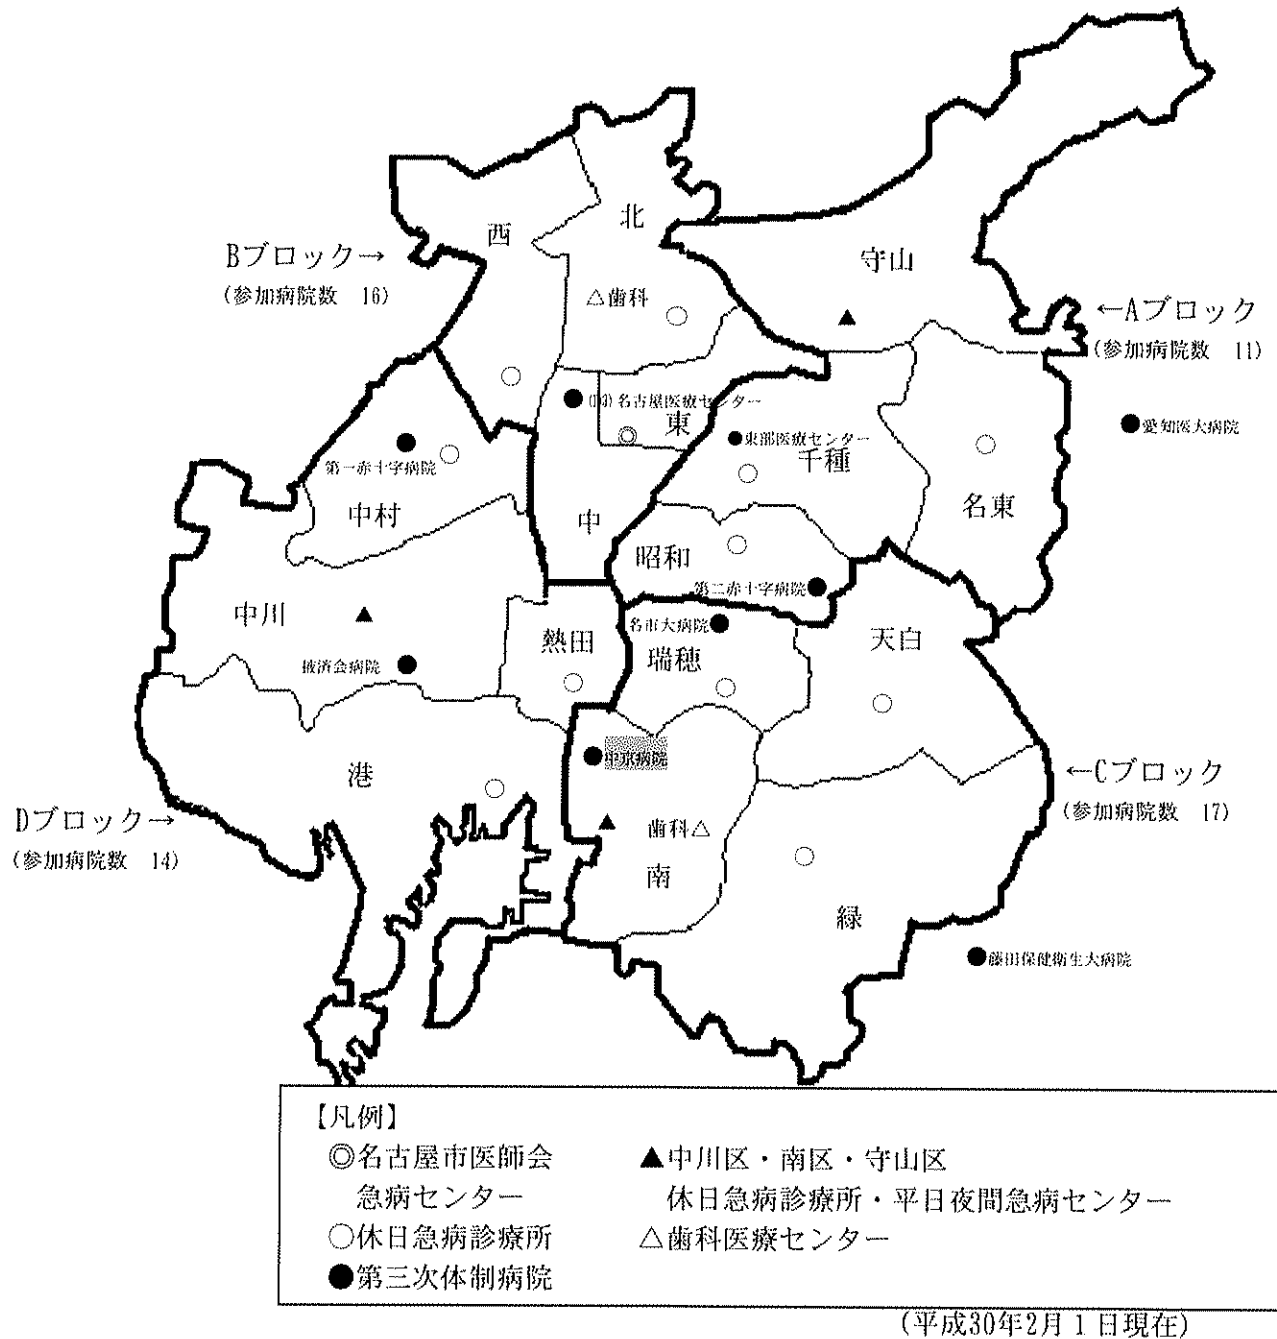 北
西
守山
Bブロック→
(参加病院数 16)
△歯科
←Aブロック
(参加病院数 11)
名古屋医療センター
東
愛知医大病院
東部医療センター
千種
第一赤十字病院
中村
名東
中
昭和
第二赤十字病院
中川
名市大病院
熱田
天白
瑞穂
掖済会病院
中京病院
港
←Cブロック
(参加病院数 17)
Dブロック→
(参加病院数 14)
歯科△
南
緑
藤田保健衛生大病院
【凡例】
◎名古屋市医師会
急病センター
○休日急病診療所
●第三次体制病院
▲中川区・南区・守山区
休日急病診療所・平日夜間急病センター
△歯科医療センター
(平成30年2月1日現在)